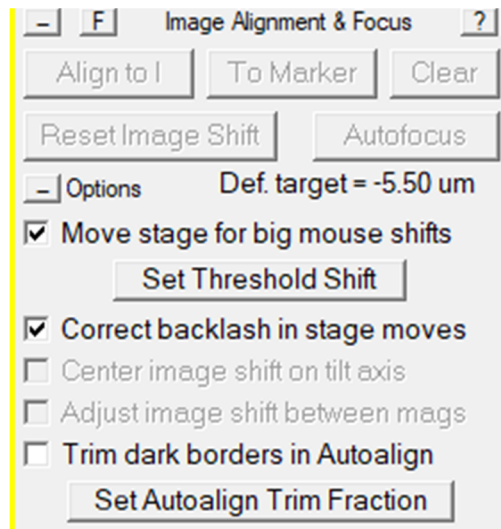 – F Image Alignment & Focus ?
Align to I To Marker Clear
Reset Image Shift Autofocus
– Options Def. target = -5.50 um
Move stage for big mouse shifts
Set Threshold Shift
Correct backlash in stage moves
Center image shift on tilt axis
Adjust image shift between mags
Trim dark borders in Autoalign
Set Autoalign Trim Fraction